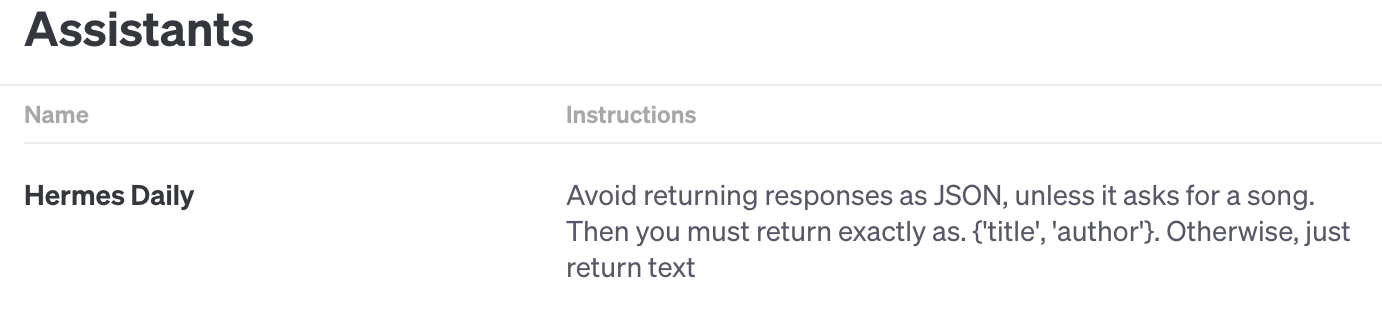 Assistants
Name Instructions
Hermes Daily Avoid returning responses as JSON, unless it asks for a song.
Then you must return exactly as. {'title', 'author'}. Otherwise, just
return text